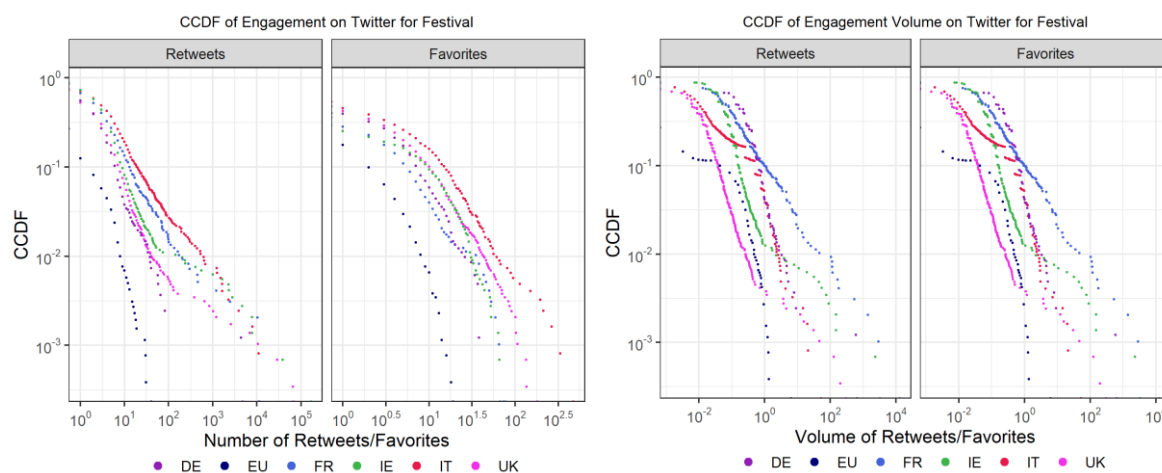 CCDF of Engagement on Twitter for Festival
Retweets Favorites
10^0
10^-1
10^-2
10^-3
CCDF
10^0 10^1 10^2 10^3 10^4 10^5 10^0 10^0.5 10^1 10^1.5 10^2 10^2.5
Number of Retweets/Favorites
DE EU FR IE IT UK
CCDF of Engagement Volume on Twitter for Festival
Retweets Favorites
10^0
10^-1
10^-2
10^-3
CCDF
10^-2 10^0 10^2 10^4 10^-2 10^0 10^2 10^4
Volume of Retweets/Favorites
DE EU FR IE IT UK